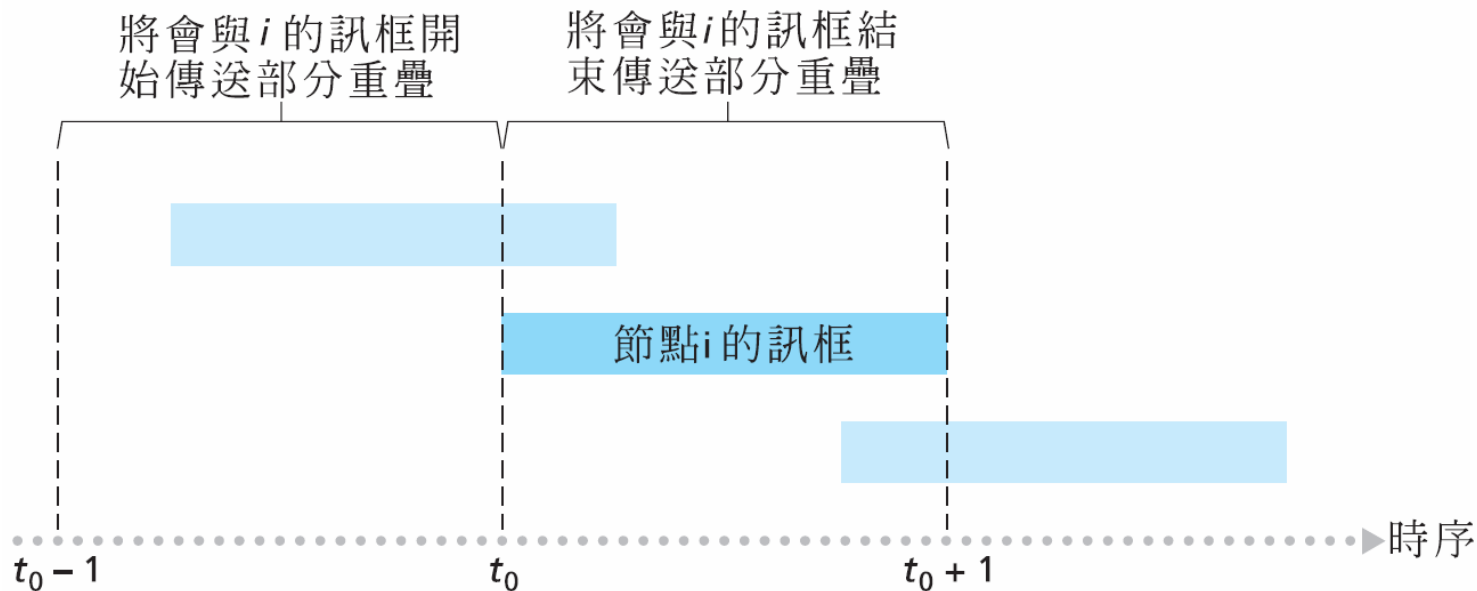 將會與 i 的訊框開
始傳送部分重疊
將會與 i 的訊框結
束傳送部分重疊
節點i 的訊框
時序
t₀ – 1
t₀
t₀ + 1